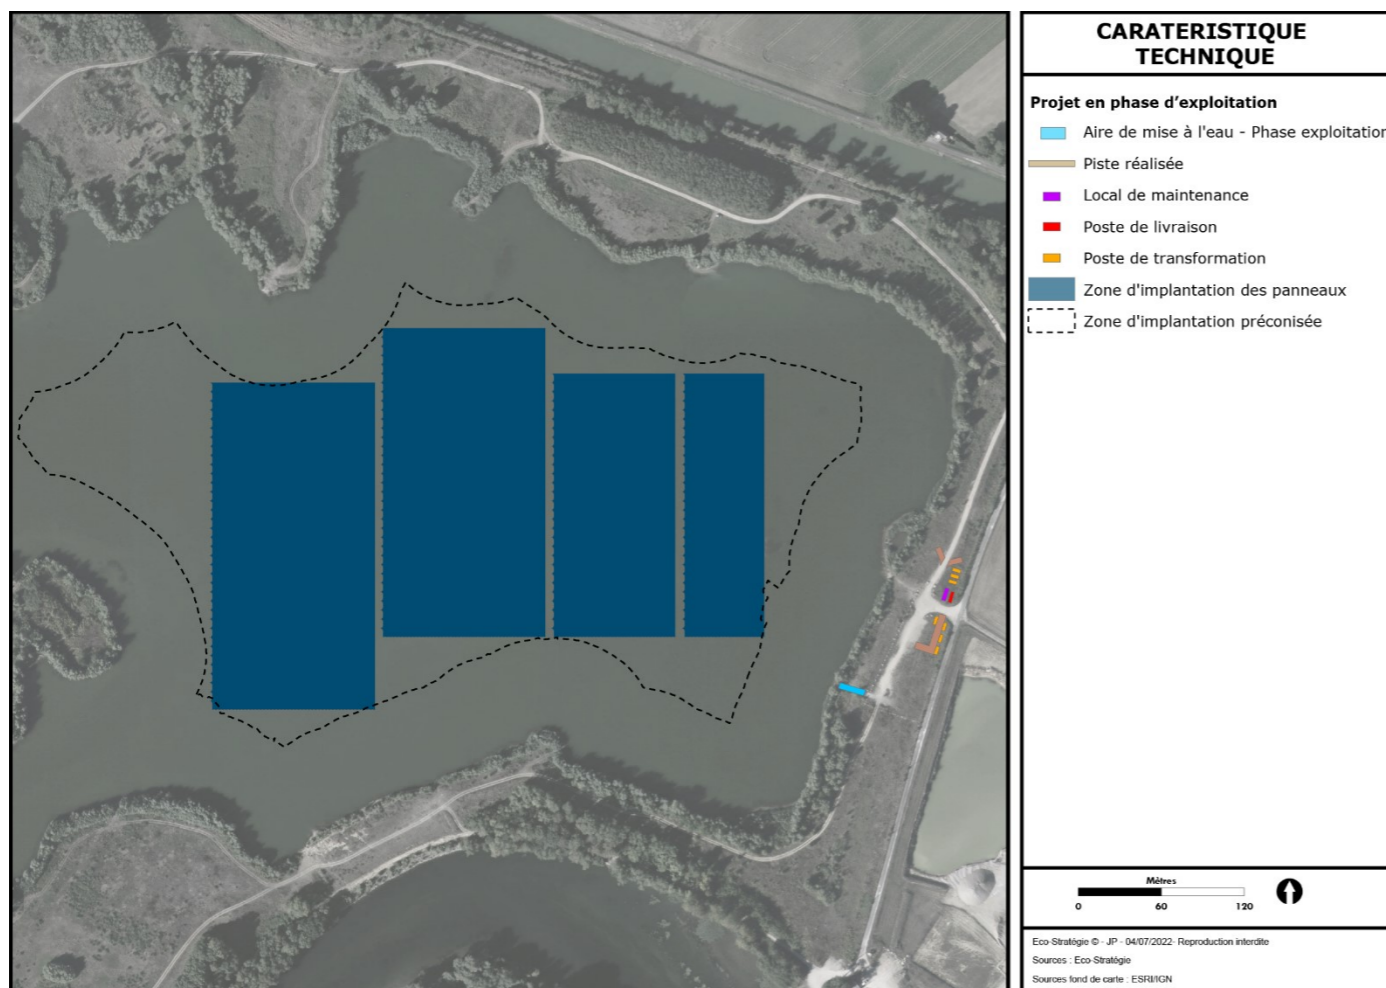 CARATERISTIQUE
TECHNIQUE
Projet en phase d'exploitation
Aire de mise à l'eau - Phase exploitation
Piste réalisée
Local de maintenance
Poste de livraison
Poste de transformation
Zone d'implantation des panneaux
Zone d'implantation préconisée
Mètres
0 60 120
Eco-Stratégie © - JP - 04/07/2022- Reproduction interdite
Sources : Eco-Stratégie
Sources fond de carte : ESRI/IGN